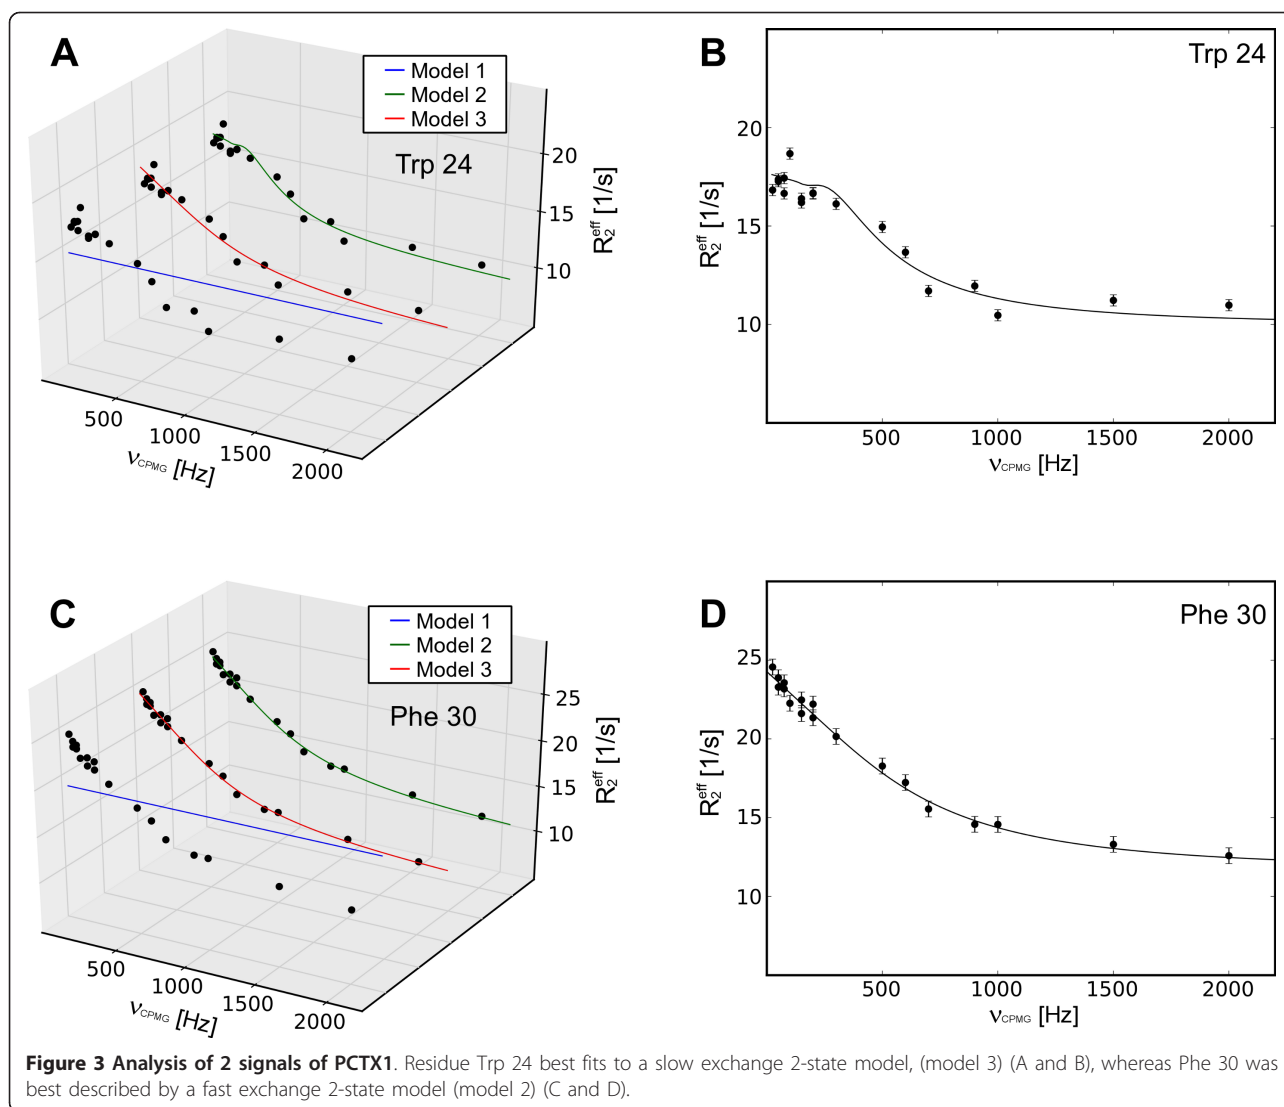 A
Model 1
Model 2
Model 3
Trp 24
20
15
10
R2eff [1/s]
500
1000
1500
2000
νCPMG [Hz]
B
Trp 24
20
15
10
R2eff [1/s]
500
1000
1500
2000
νCPMG [Hz]
C
Model 1
Model 2
Model 3
Phe 30
25
20
15
10
R2eff [1/s]
500
1000
1500
2000
νCPMG [Hz]
D
Phe 30
25
20
15
10
R2eff [1/s]
500
1000
1500
2000
νCPMG [Hz]
Figure 3 Analysis of 2 signals of PCTX1. Residue Trp 24 best fits to a slow exchange 2-state model, (model 3) (A and B), whereas Phe 30 was
best described by a fast exchange 2-state model (model 2) (C and D).